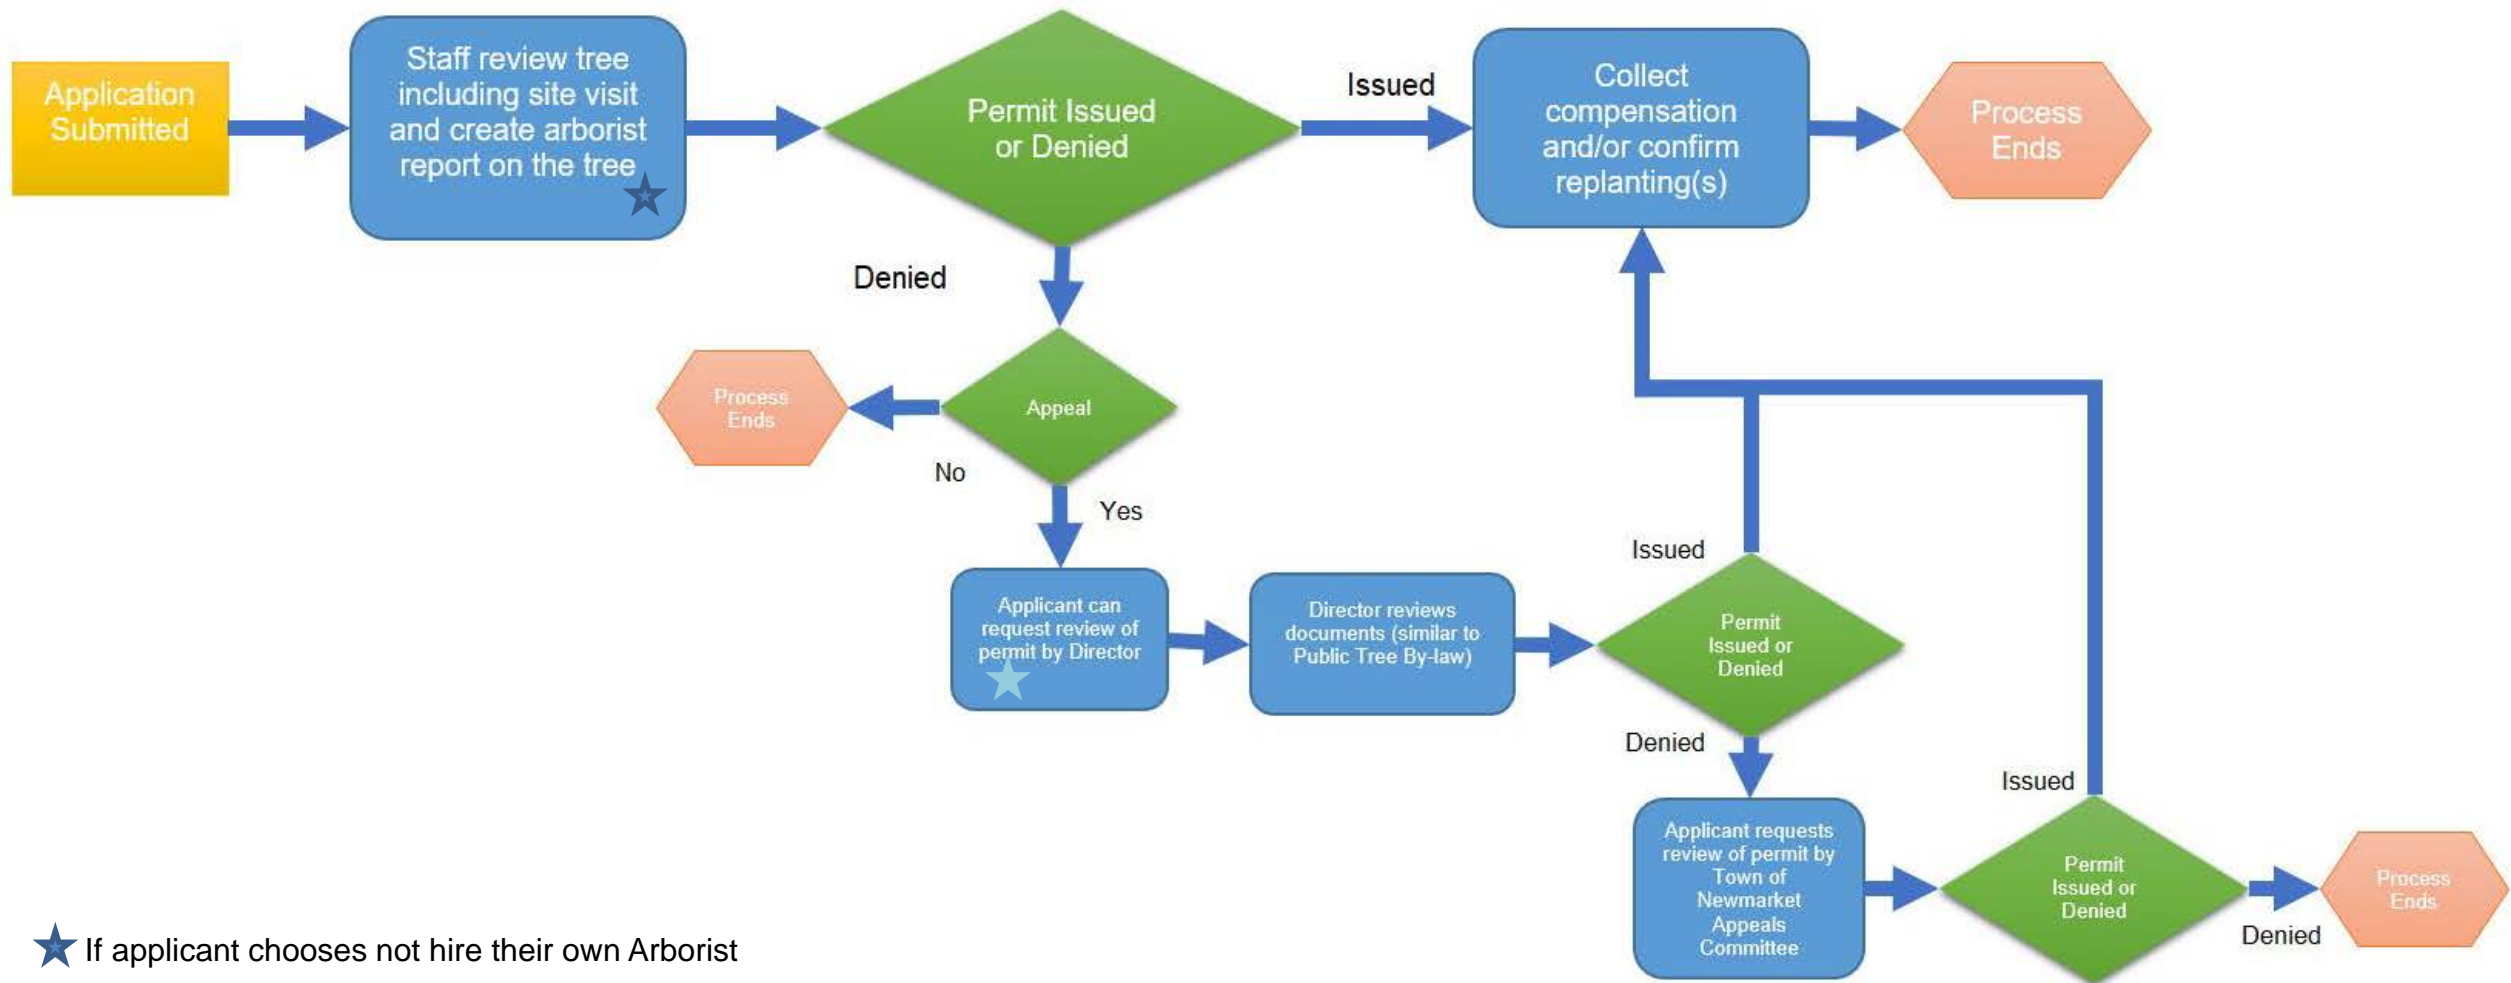 Application
Submitted
Staff review tree
including site visit
and create arborist
report on the tree
Permit Issued
or Denied
Issued
Collect
compensation
and/or confirm
replanting(s)
Process
Ends
Denied
Appeal
Process
Ends
No
Yes
Applicant can
request review of
permit by Director
Director reviews
documents (similar to
Public Tree By-law)
Permit
Issued or
Denied
Issued
Denied
Applicant requests
review of permit by
Town of
Newmarket
Appeals
Committee
Issued
Permit
Issued or
Denied
Denied
Process
Ends
If applicant chooses not hire their own Arborist